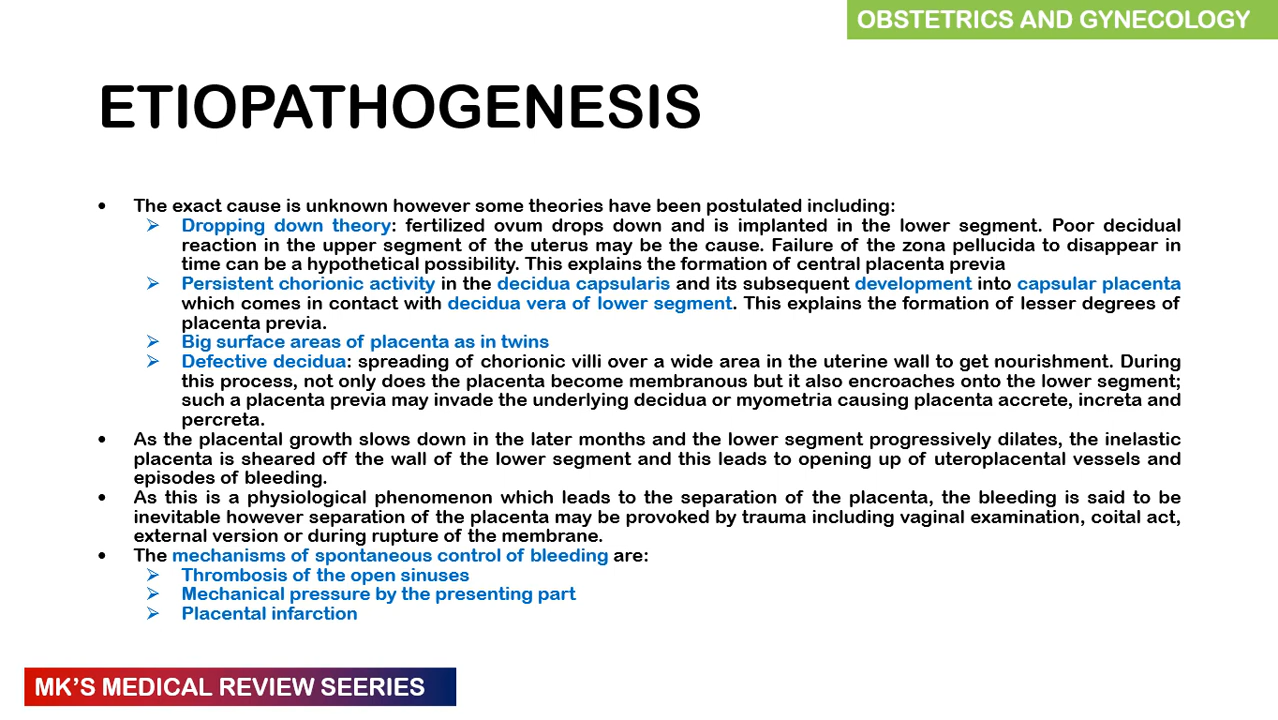 OBSTETRICS AND GYNECOLOGY
ETIOPATHOGENESIS
• The exact cause is unknown however some theories have been postulated including:
➢ Dropping down theory: fertilized ovum drops down and is implanted in the lower segment. Poor decidual
reaction in the upper segment of the uterus may be the cause. Failure of the zona pellucida to disappear in
time can be a hypothetical possibility. This explains the formation of central placenta previa
➢ Persistent chorionic activity in the decidua capsularis and its subsequent development into capsular placenta
which comes in contact with decidua vera of lower segment. This explains the formation of lesser degrees of
placenta previa.
➢ Big surface areas of placenta as in twins
➢ Defective decidua: spreading of chorionic villi over a wide area in the uterine wall to get nourishment. During
this process, not only does the placenta become membranous but it also encroaches onto the lower segment;
such a placenta previa may invade the underlying decidua or myometria causing placenta accrete, increta and
percreta.
• As the placental growth slows down in the later months and the lower segment progressively dilates, the inelastic
placenta is sheared off the wall of the lower segment and this leads to opening up of uteroplacental vessels and
episodes of bleeding.
• As this is a physiological phenomenon which leads to the separation of the placenta, the bleeding is said to be
inevitable however separation of the placenta may be provoked by trauma including vaginal examination, coital act,
external version or during rupture of the membrane.
• The mechanisms of spontaneous control of bleeding are:
➢ Thrombosis of the open sinuses
➢ Mechanical pressure by the presenting part
➢ Placental infarction
MK'S MEDICAL REVIEW SEERIES